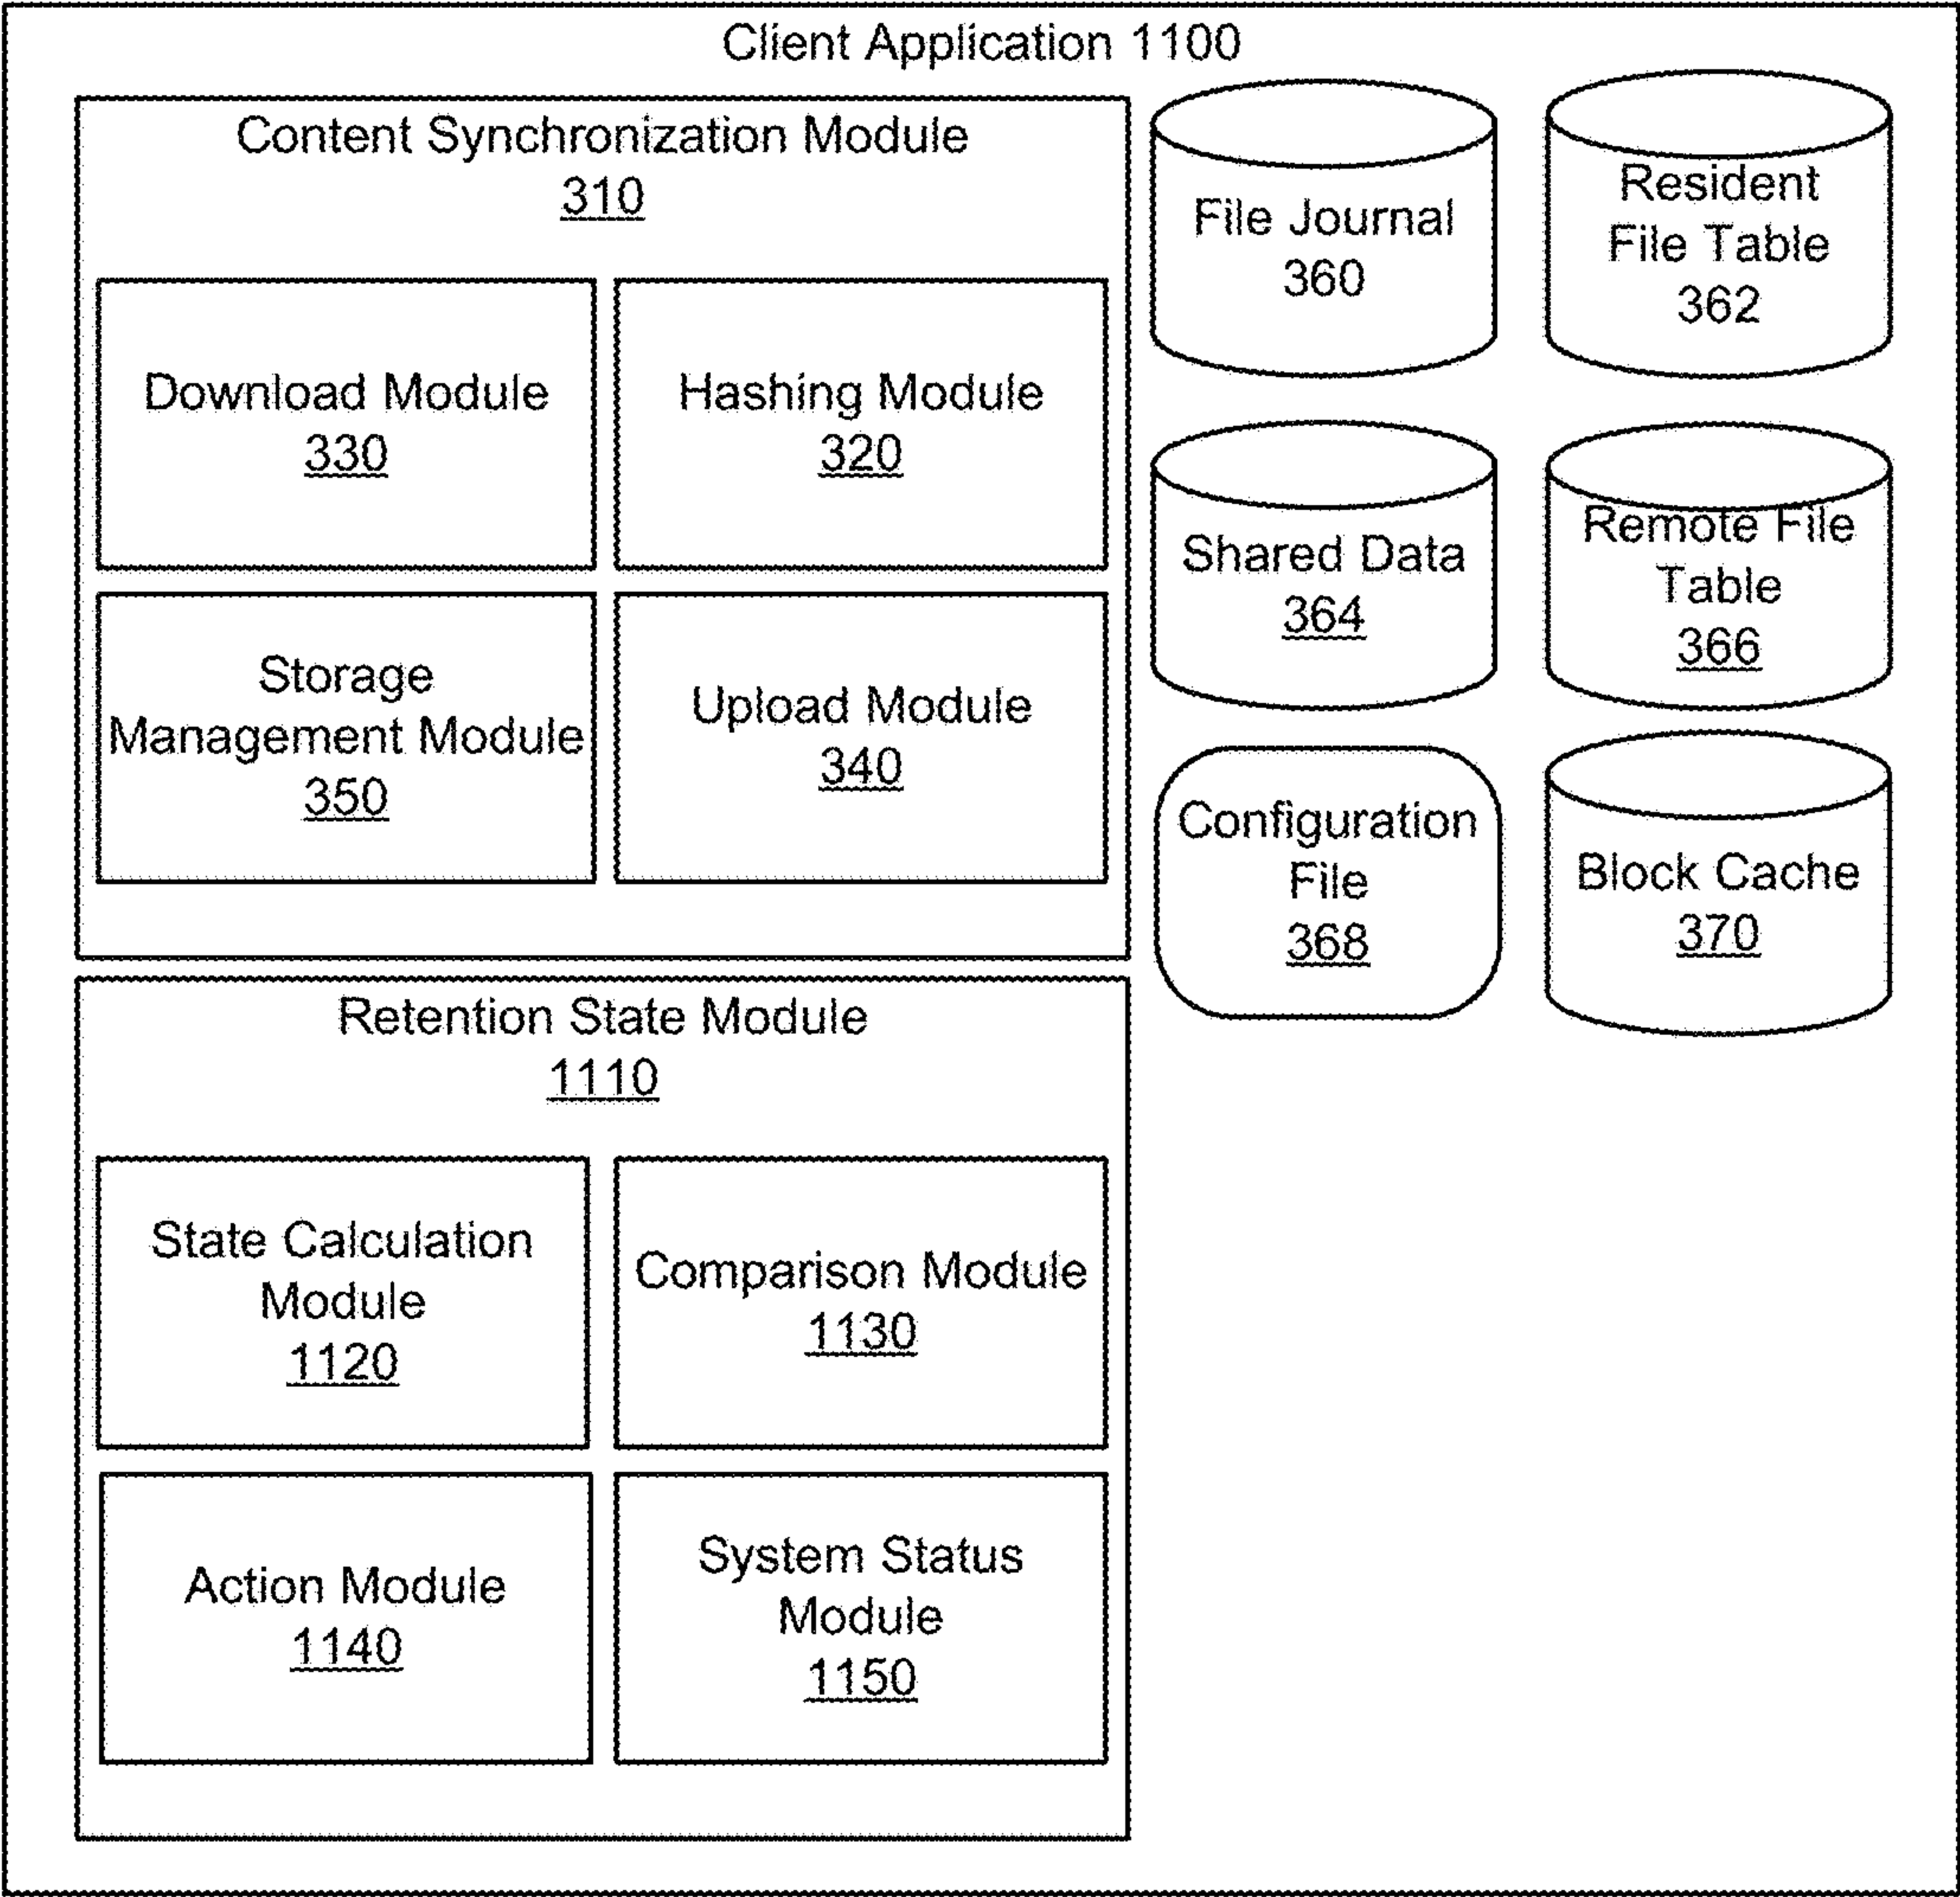 Client Application 1100
Content Synchronization Module
310
Download Module
330
Hashing Module
320
Storage
Management Module
350
Upload Module
340
File Journal
360
Resident
File Table
362
Shared Data
364
Remote File
Table
366
Configuration
File
368
Block Cache
370
Retention State Module
1110
State Calculation
Module
1120
Comparison Module
1130
Action Module
1140
System Status
Module
1150